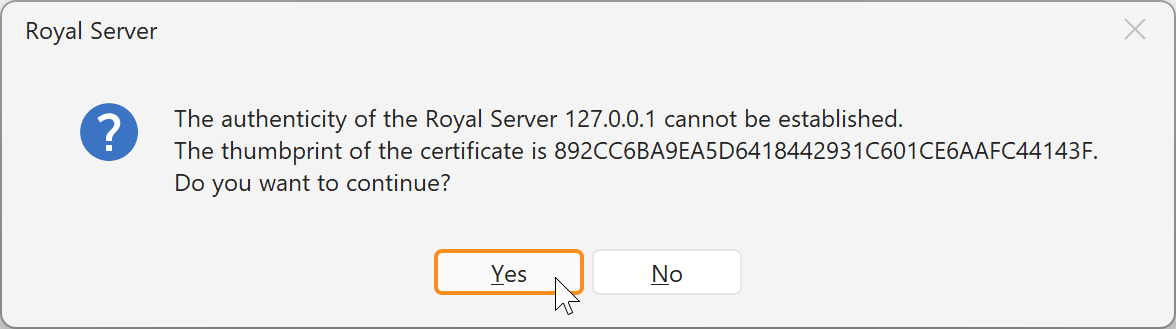 Royal Server
The authenticity of the Royal Server 127.0.0.1 cannot be established.
The thumbprint of the certificate is 892CC6BA9EA5D6418442931C601CE6AAFC44143F.
Do you want to continue?
Yes
No